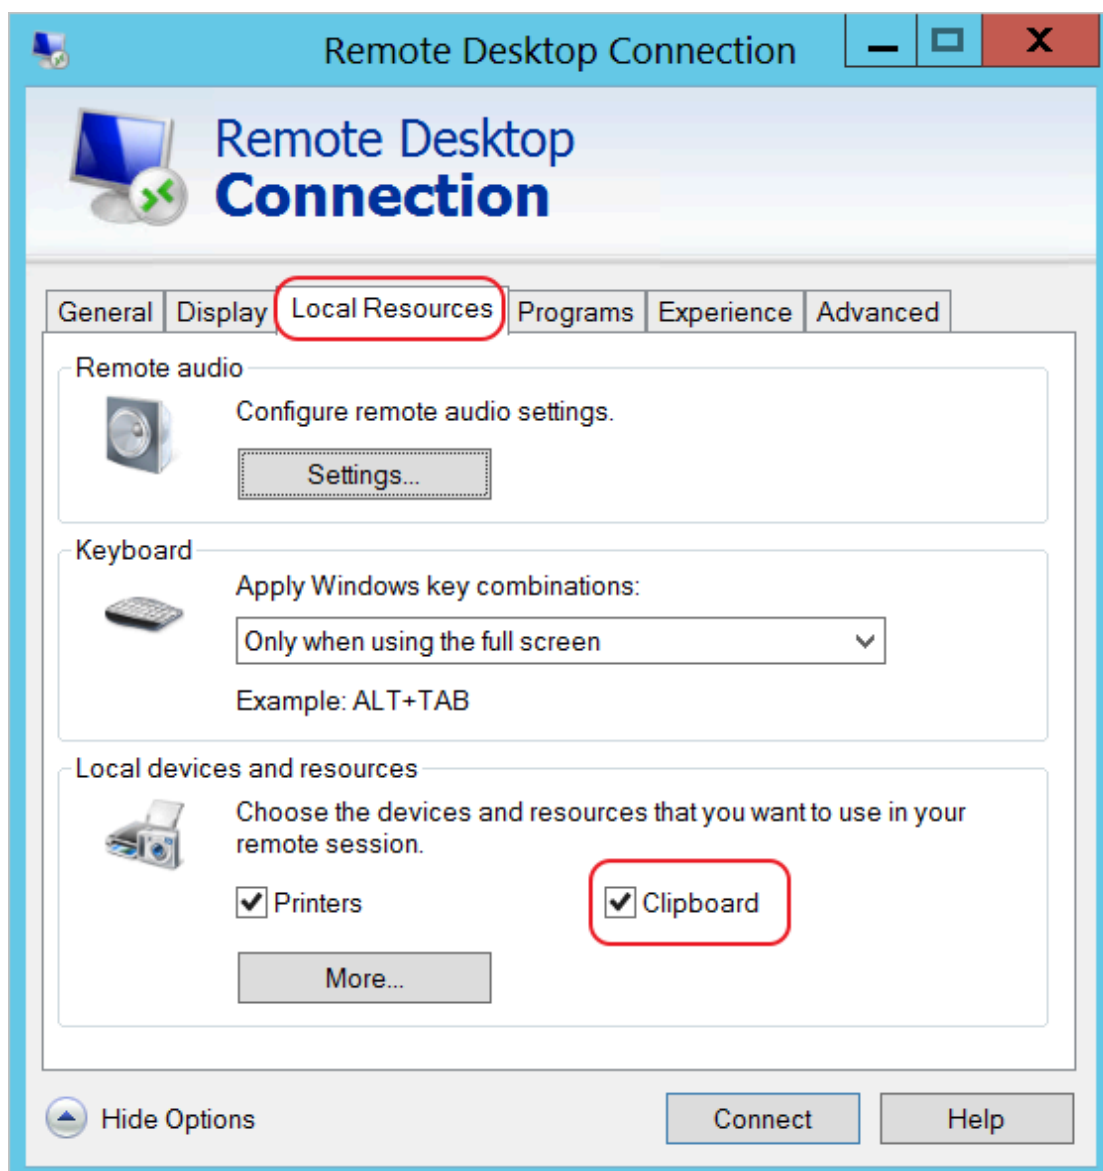 Remote Desktop Connection
X
Remote Desktop
Connection
General Display Local Resources Programs Experience Advanced
Remote audio
Configure remote audio settings.
Settings...
Keyboard
Apply Windows key combinations:
Only when using the full screen
Example: ALT+TAB
Local devices and resources
Choose the devices and resources that you want to use in your
remote session.
Printers Clipboard
More...
Hide Options Connect Help